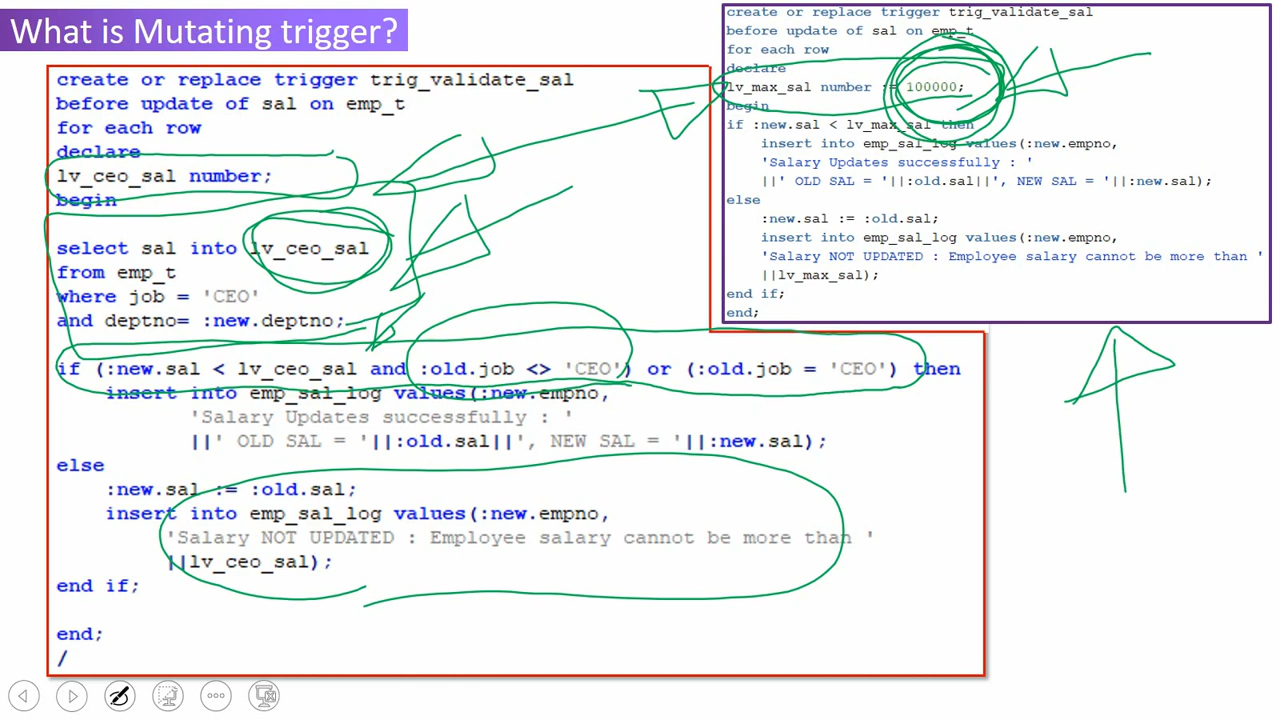 What is Mutating trigger?
create or replace trigger trig_validate_sal
before update of sal on emp_t
for each row
declare
lv_ceo_sal number;
begin
select sal into lv_ceo_sal
from emp_t
where job = 'CEO'
and deptno= :new.deptno;
if (:new.sal < lv_ceo_sal and :old.job <> 'CEO') or (:old.job = 'CEO') then
insert into emp_sal_log values(:new.empno,
'Salary Updates successfully : '
||' OLD SAL = '||:old.sal||', NEW SAL = '||:new.sal);
else
:new.sal := :old.sal;
insert into emp_sal_log values(:new.empno,
'Salary NOT UPDATED : Employee salary cannot be more than '
||lv_ceo_sal);
end if;
end;
/
create or replace trigger trig_validate_sal
before update of sal on emp_t
for each row
declare
lv_max_sal number := 100000;
begin
if :new.sal < lv_max_sal then
insert into emp_sal_log values(:new.empno,
'Salary Updates successfully : '
||' OLD SAL = '||:old.sal||', NEW SAL = '||:new.sal);
else
:new.sal := :old.sal;
insert into emp_sal_log values(:new.empno,
'Salary NOT UPDATED : Employee salary cannot be more than '
||lv_max_sal);
end if;
end;